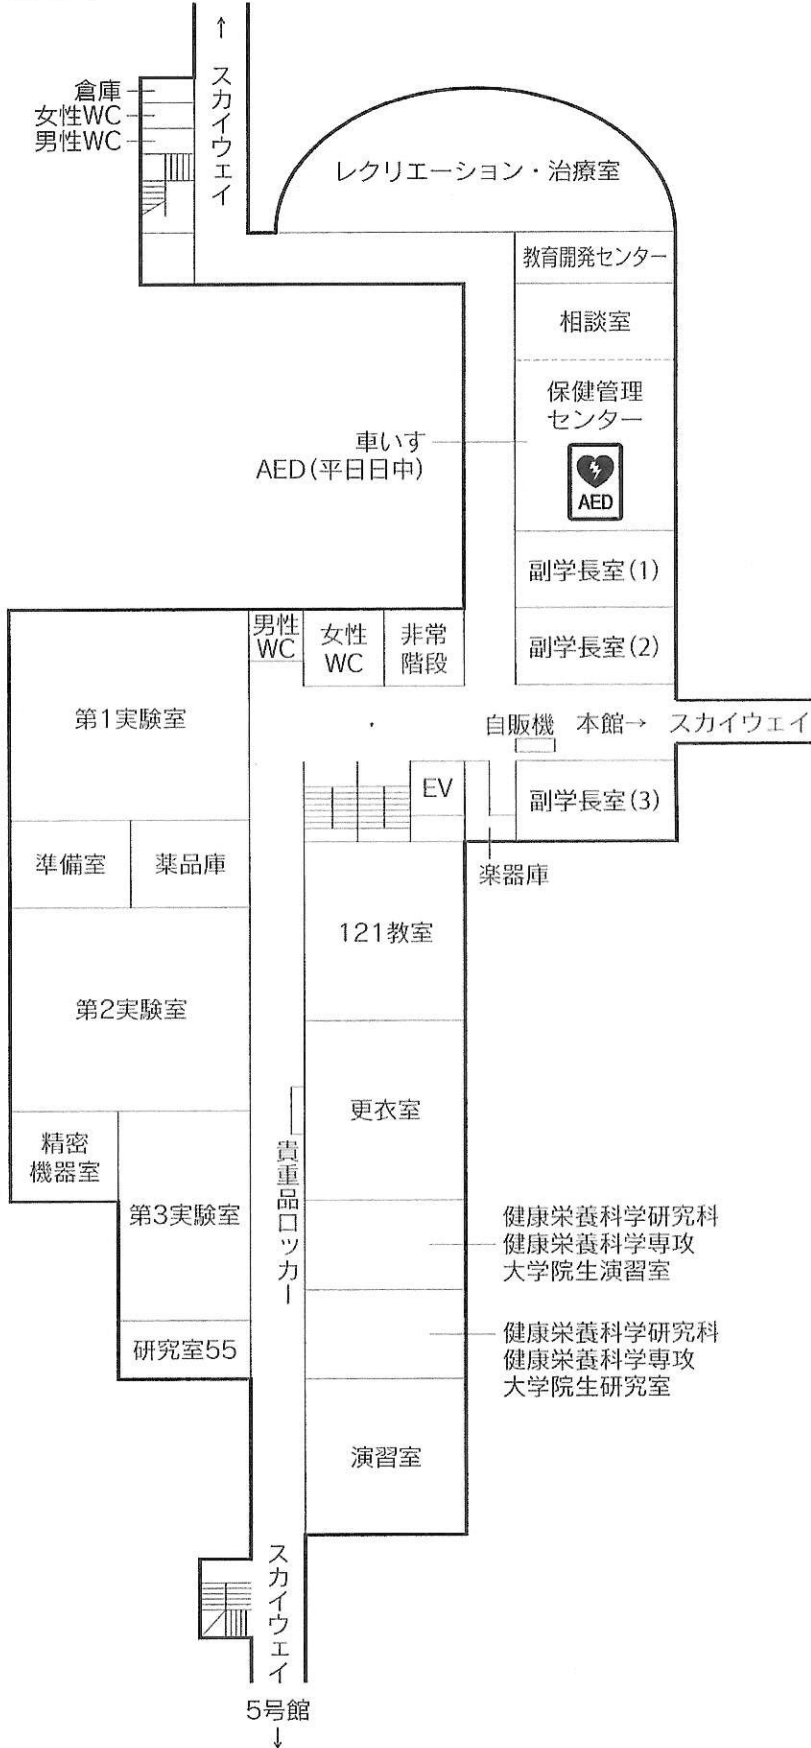 ↑
スカイウェイ
倉庫
女性WC
男性WC
レクリエーション・治療室
教育開発センター
相談室
保健管理
センター
車いす
AED(平日日中)
AED
副学長室(1)
副学長室(2)
男性
WC
女性
WC
非常
階段
第1実験室
自販機
本館→
スカイウェイ
EV
副学長室(3)
準備室
薬品庫
楽器庫
121教室
第2実験室
更衣室
精密
機器室
貴重品ロッカー
第3実験室
健康栄養科学研究科
健康栄養科学専攻
大学院生演習室
研究室55
健康栄養科学研究科
健康栄養科学専攻
大学院生研究室
演習室
スカイウェイ
5号館
↓